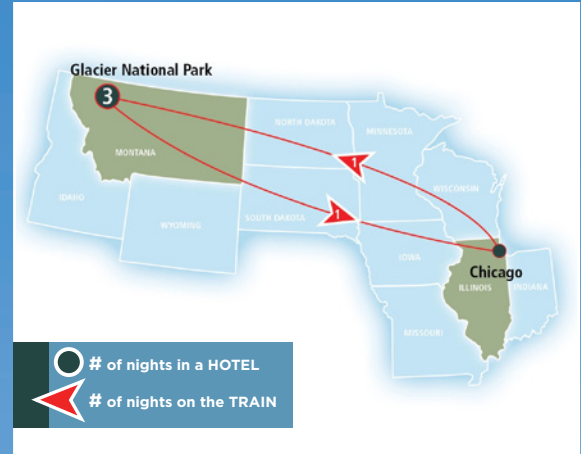 Glacier National Park
3
NORTH DAKOTA
MINNESOTA
MONTANA
1
WISCONSIN
IDAHO
WYOMING
SOUTH DAKOTA
1
IOWA
Chicago
ILLINOIS
INDIANA
MISSOURI
# of nights in a HOTEL
# of nights on the TRAIN